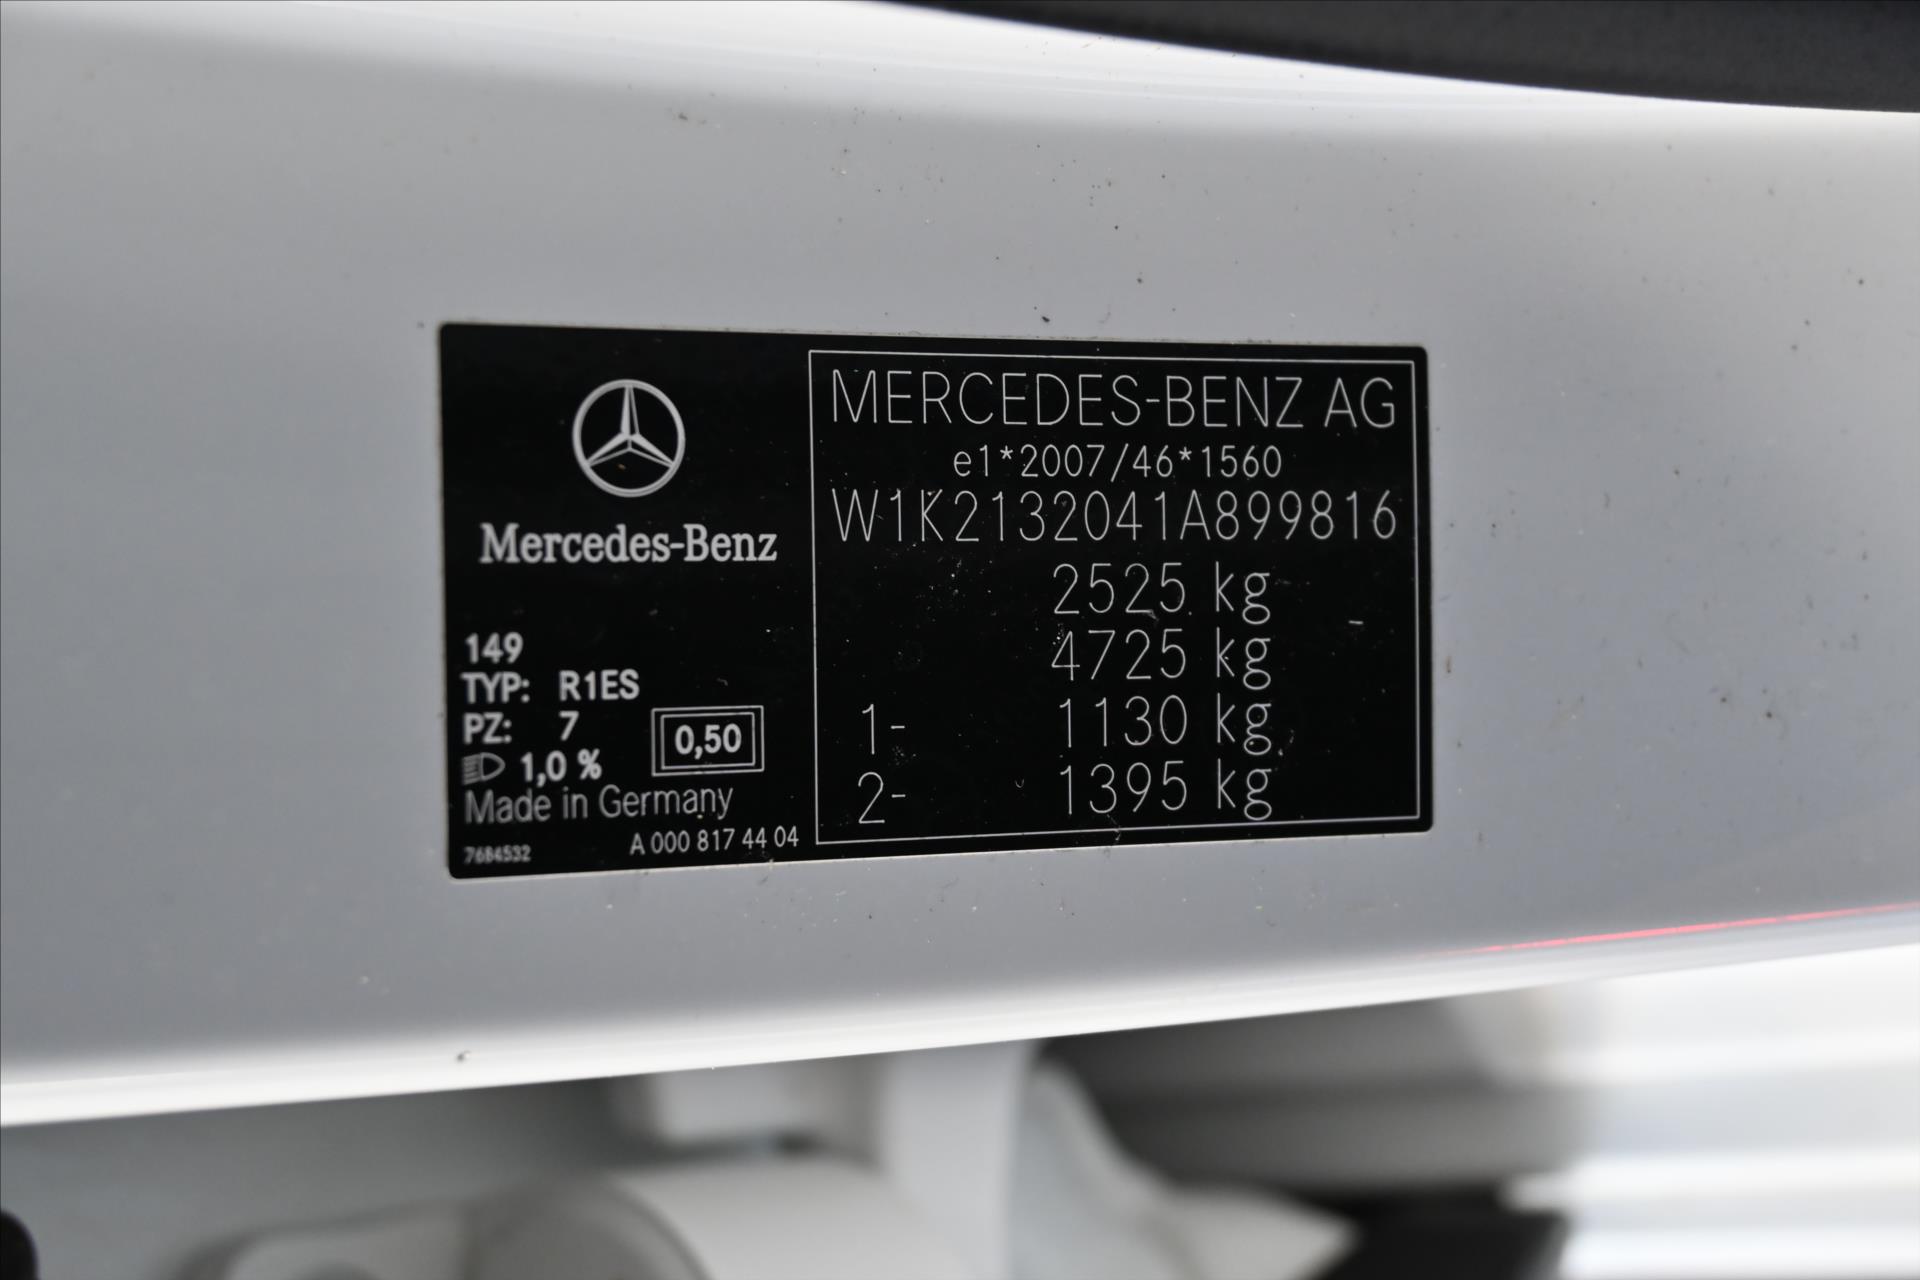 Mercedes-Benz
149
TYP: R1ES
PZ: 7
1,0 %
0,50
Made in Germany
A 000 817 44 04
7684532
MERCEDES-BENZ AG
e1*2007/46*1560
W1K2132041A899816
2525 kg
4725 kg
1- 1130 kg
2- 1395 kg